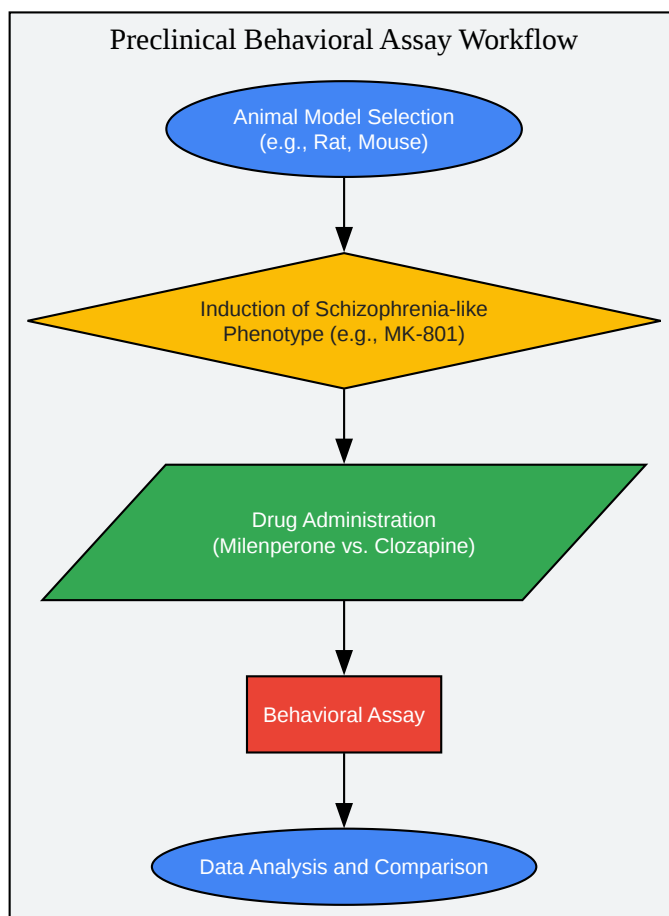 Preclinical Behavioral Assay Workflow
Animal Model Selection
(e.g., Rat, Mouse)
Induction of Schizophrenia-like
Phenotype (e.g., MK-801)
Drug Administration
(Milenperone vs. Clozapine)
Behavioral Assay
Data Analysis and Comparison